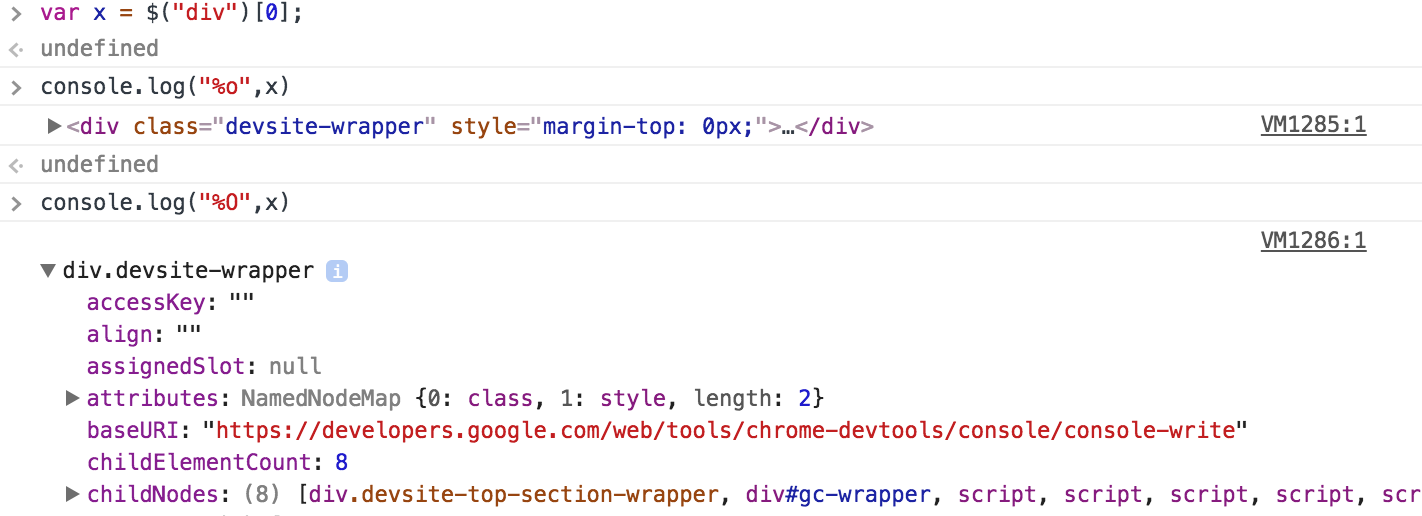 > var x = $("div")[0];
undefined
> console.log("%o",x)
▶<div class="devsite-wrapper" style="margin-top: 0px;">…</div> VM1285:1
undefined
> console.log("%O",x)
VM1286:1
▼div.devsite-wrapper i
accessKey: ""
align: ""
assignedSlot: null
▶attributes: NamedNodeMap {0: class, 1: style, length: 2}
baseURI: "https://developers.google.com/web/tools/chrome-devtools/console/console-write"
childElementCount: 8
▶childNodes: (8) [div.devsite-top-section-wrapper, div#gc-wrapper, script, script, script, script, scr